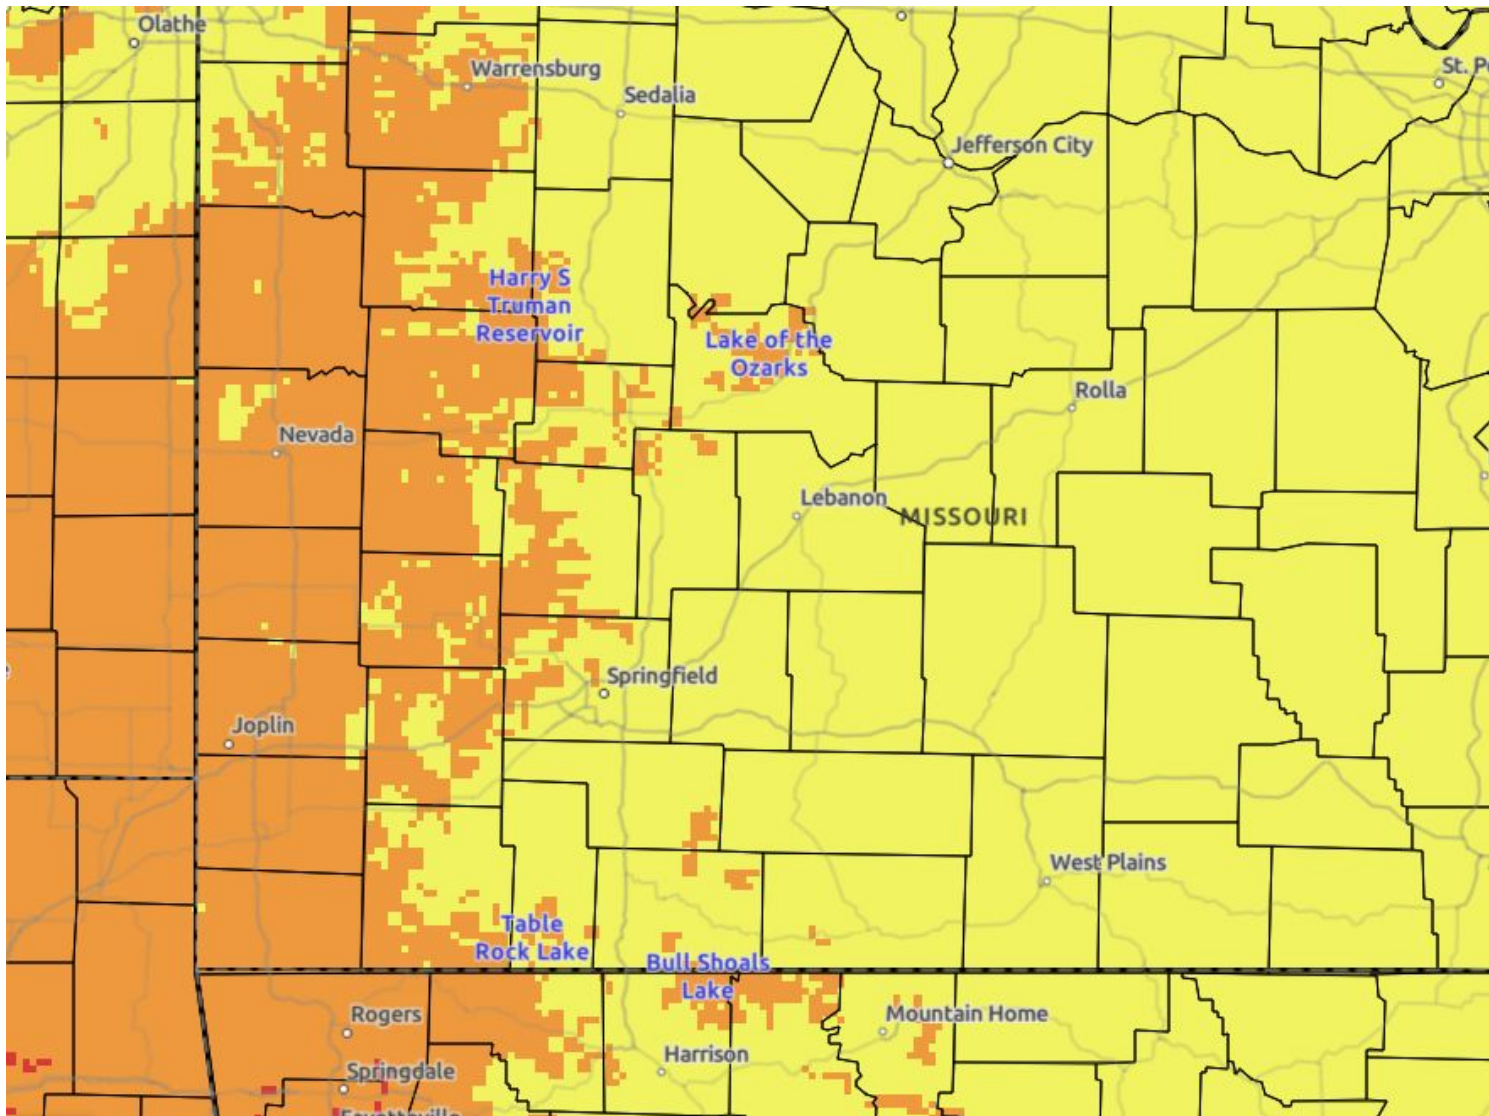 Olathe
Warrensburg
Sedalia
St. P
Jefferson City
Harry S
Truman
Reservoir
Lake of the
Ozarks
Rolla
Nevada
Lebanon
MISSOURI
Springfield
Joplin
West Plains
Table
Rock Lake
Bull Shoals
Lake
Rogers
Mountain Home
Harrison
Springdale
Fayetteville